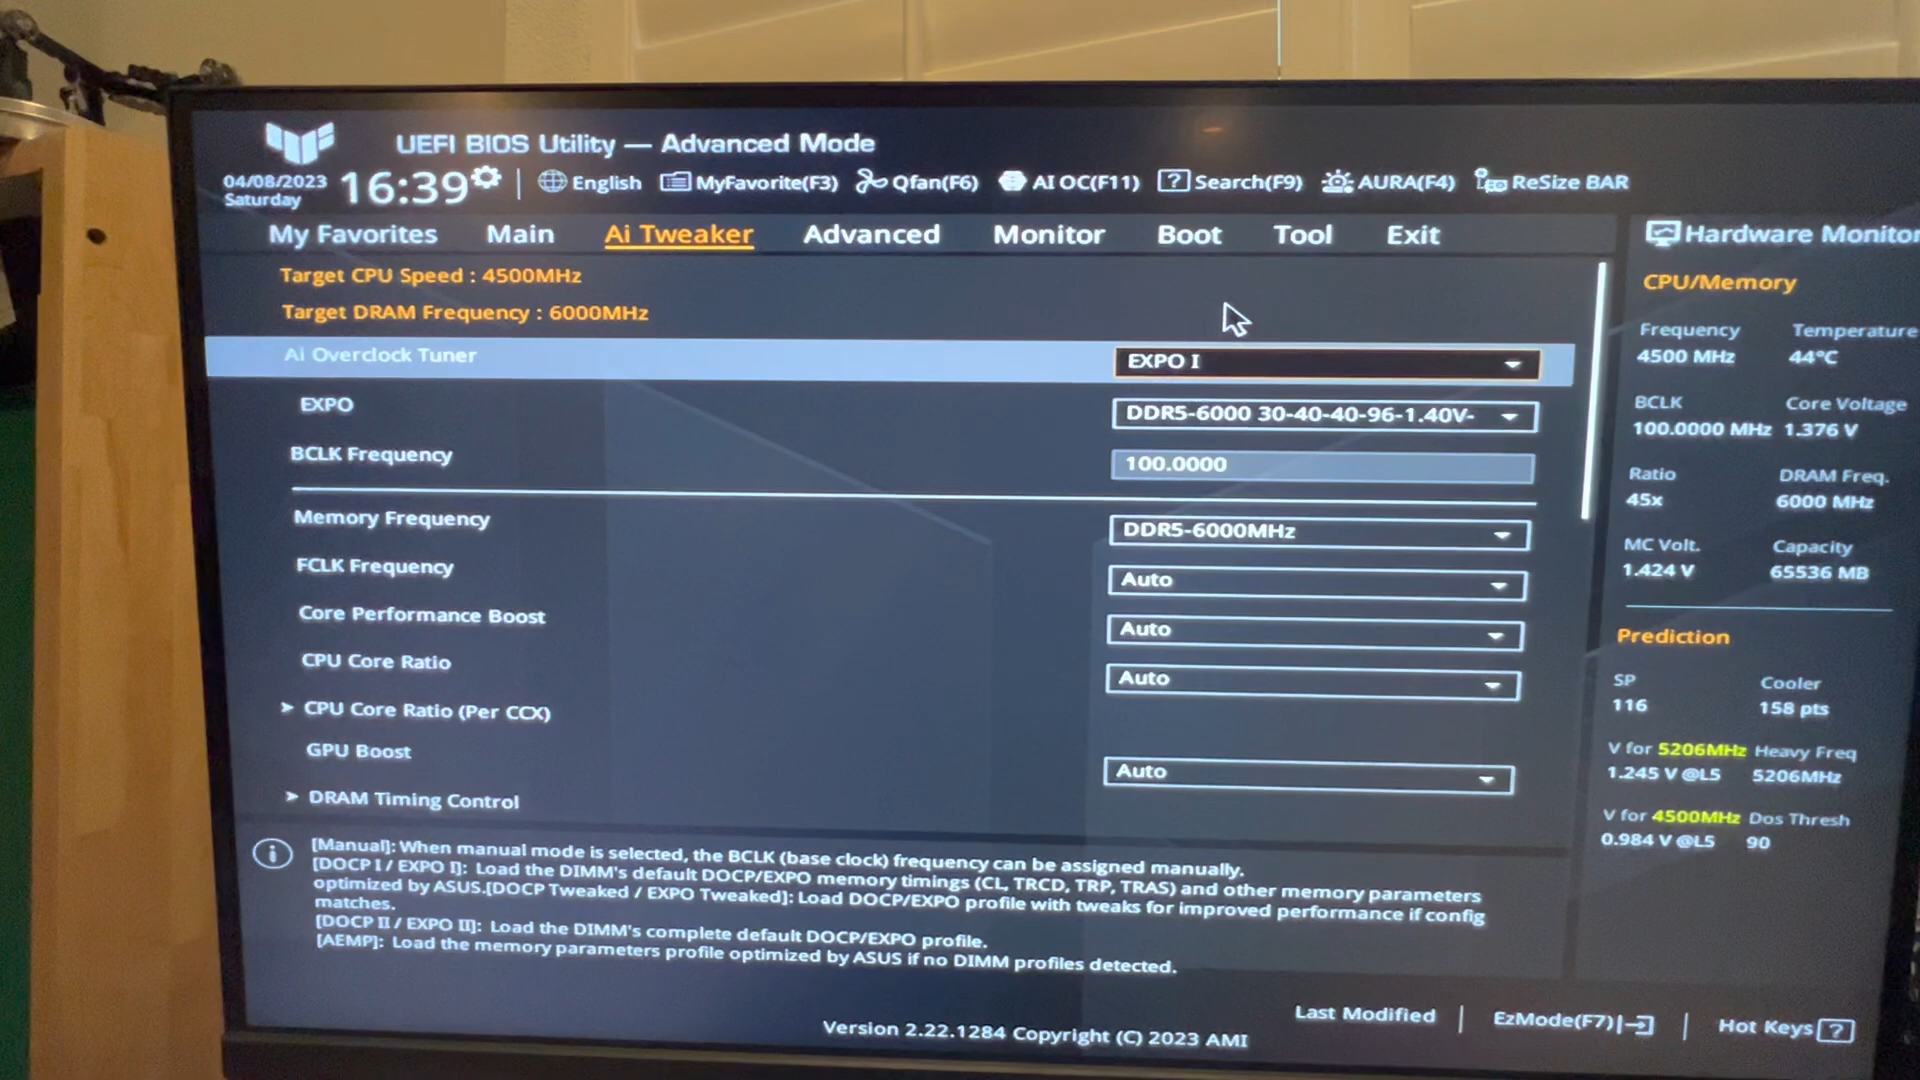 UEFI BIOS Utility — Advanced Mode
04/08/2023
Saturday
16:39
English
MyFavorite(F3)
Qfan(F6)
AI OC(F11)
? Search(F9)
AURA(F4)
ReSize BAR
My Favorites
Main
Ai Tweaker
Advanced
Monitor
Boot
Tool
Exit
Target CPU Speed : 4500MHz
Target DRAM Frequency : 6000MHz
Ai Overclock Tuner
EXPO I
EXPO
DDR5-6000 30-40-40-96-1.40V-
BCLK Frequency
100.0000
Memory Frequency
DDR5-6000MHz
FCLK Frequency
Auto
Core Performance Boost
Auto
CPU Core Ratio
Auto
CPU Core Ratio (Per CCX)
GPU Boost
Auto
DRAM Timing Control
[Manual]: When manual mode is selected, the BCLK (base clock) frequency can be assigned manually.
[DOCP I / EXPO I]: Load the DIMM's default DOCP/EXPO memory timings (CL, TRCD, TRP, TRAS) and other memory parameters
optimized by ASUS.[DOCP Tweaked / EXPO Tweaked]: Load DOCP/EXPO profile with tweaks for improved performance if config
matches.
[DOCP II / EXPO II]: Load the DIMM's complete default DOCP/EXPO profile.
[AEMP]: Load the memory parameters profile optimized by ASUS if no DIMM profiles detected.
Hardware Monitor
CPU/Memory
Frequency Temperature
4500 MHz 44°C
BCLK Core Voltage
100.0000 MHz 1.376 V
Ratio DRAM Freq.
45x 6000 MHz
MC Volt. Capacity
1.424 V 65536 MB
Prediction
SP Cooler
116 158 pts
V for 5206MHz Heavy Freq
1.245 V @L5 5206MHz
V for 4500MHz Dos Thresh
0.984 V @L5 90
Last Modified
EzMode(F7)
Hot Keys ?
Version 2.22.1284 Copyright (C) 2023 AMI